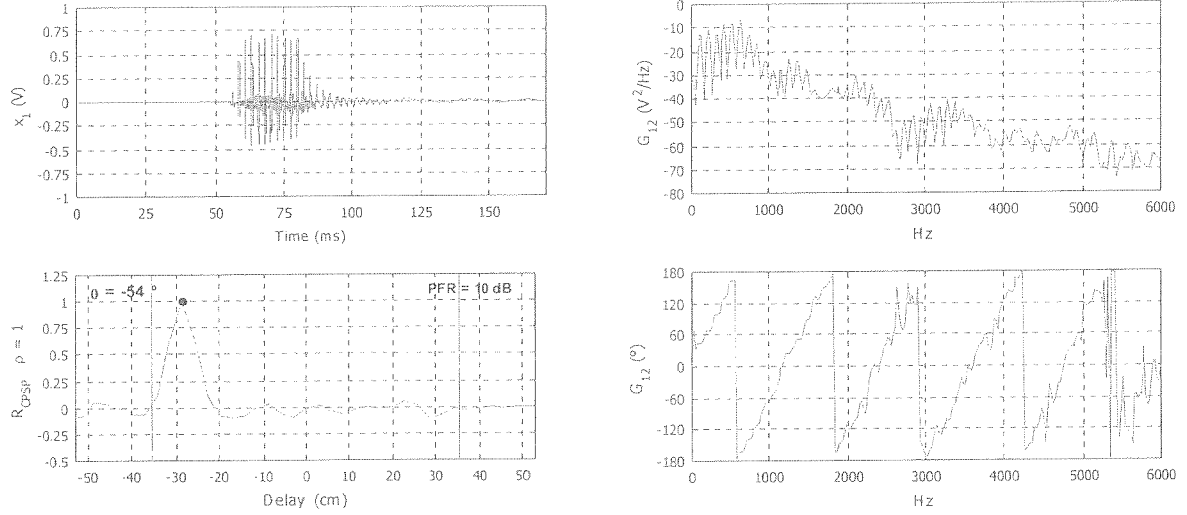 1
0.75
0.5
0.25
0
-0.25
-0.5
-0.75
-1
x1 (V)
0 25 50 75 100 125 150
Time (ms)
0
-10
-20
-30
-40
-50
-60
-70
-80
G12 (V2/Hz)
0 1000 2000 3000 4000 5000 6000
Hz
1.25
1
0.75
0.5
0.25
0
-0.25
-0.5
RCPSP ρ = 1
θ = -54 °
PFR = 10 dB
-50 -40 -30 -20 -10 0 10 20 30 40 50
Delay (cm)
180
120
60
0
-60
-120
-180
G12 (º)
0 1000 2000 3000 4000 5000 6000
Hz